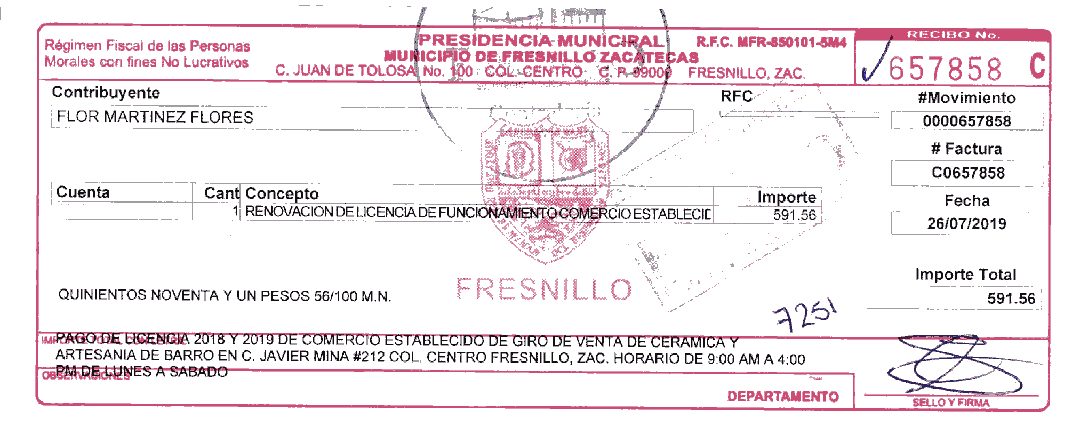 Régimen Fiscal de las Personas
Morales con fines No Lucrativos
PRESIDENCIA MUNICIPAL
MUNICIPIO DE FRESNILLO ZACATECAS
C. JUAN DE TOLOSA No. 100 COL. CENTRO C. P. 99000 FRESNILLO, ZAC.
R.F.C. MFR-850101-5M4
RECIBO No.
657858 C
Contribuyente
FLOR MARTINEZ FLORES
RFC
#Movimiento
0000657858
# Factura
C0657858
Fecha
26/07/2019
Cuenta Cant Concepto Importe
1 RENOVACION DE LICENCIA DE FUNCIONAMIENTO COMERCIO ESTABLECID 591.56
FRESNILLO
Importe Total
591.56
QUINIENTOS NOVENTA Y UN PESOS 56/100 M.N.
7251
PAGO DE LICENCIA 2018 Y 2019 DE COMERCIO ESTABLECIDO DE GIRO DE VENTA DE CERAMICA Y
ARTESANIA DE BARRO EN C. JAVIER MINA #212 COL. CENTRO FRESNILLO, ZAC. HORARIO DE 9:00 AM A 4:00
PM DE LUNES A SABADO
OBSERVACIONES
DEPARTAMENTO
SELLO Y FIRMA